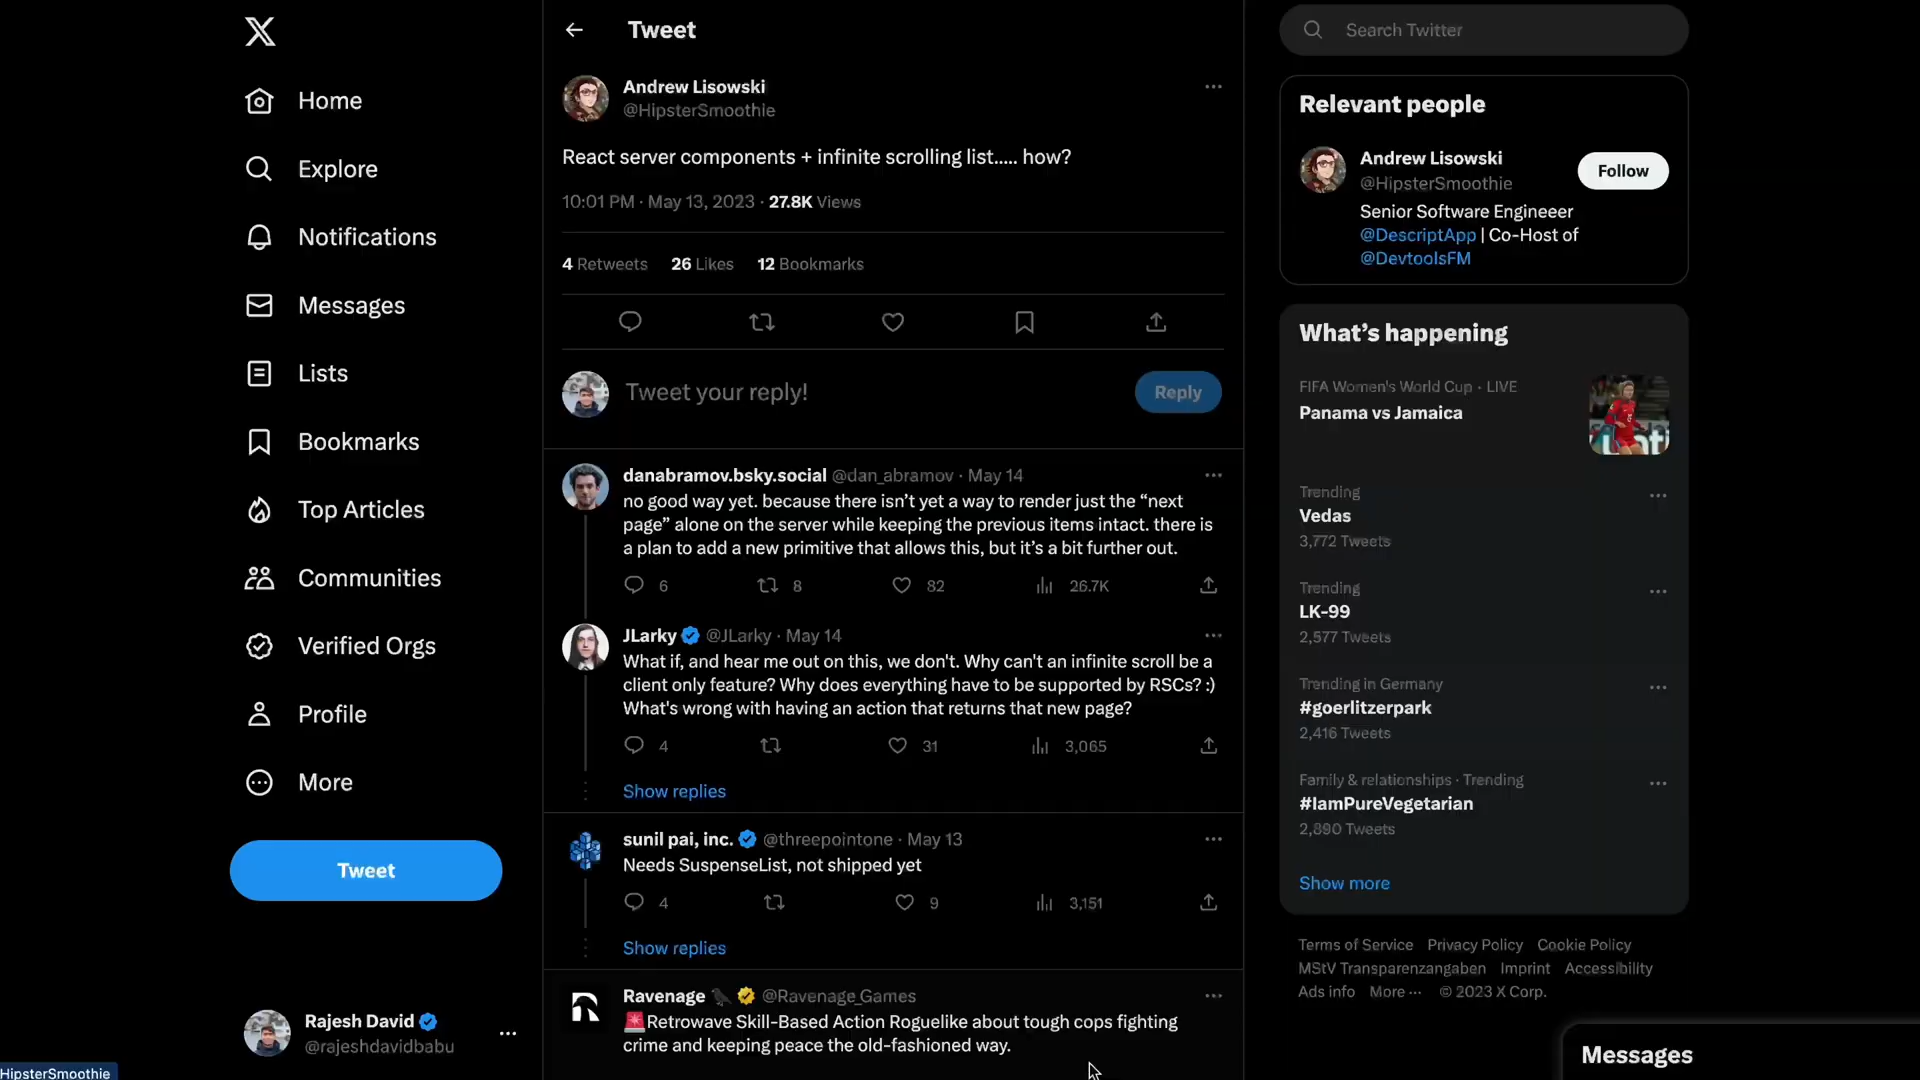 Home
Explore
Notifications
Messages
Lists
Bookmarks
Top Articles
Communities
Verified Orgs
Profile
More
Tweet
Rajesh David
@rajeshdavidbabu
HipsterSmoothie
Tweet
Andrew Lisowski
@HipsterSmoothie
React server components + infinite scrolling list..... how?
10:01 PM · May 13, 2023 · 27.8K Views
4 Retweets 26 Likes 12 Bookmarks
Tweet your reply!
Reply
danabramov.bsky.social @dan_abramov · May 14
no good way yet. because there isn’t yet a way to render just the “next
page” alone on the server while keeping the previous items intact. there is
a plan to add a new primitive that allows this, but it’s a bit further out.
6 8 82 26.7K
JLarky @JLarky · May 14
What if, and hear me out on this, we don't. Why can't an infinite scroll be a
client only feature? Why does everything have to be supported by RSCs? :)
What's wrong with having an action that returns that new page?
4 31 3,065
Show replies
sunil pai, inc. @threepointone · May 13
Needs SuspenseList, not shipped yet
4 9 3,151
Show replies
Ravenage @Ravenage_Games
🚨Retrowave Skill-Based Action Roguelike about tough cops fighting
crime and keeping peace the old-fashioned way.
Search Twitter
Relevant people
Andrew Lisowski
@HipsterSmoothie
Follow
Senior Software Engineeer
@DescriptApp | Co-Host of
@DevtoolsFM
What’s happening
FIFA Women's World Cup · LIVE
Panama vs Jamaica
Trending
Vedas
3,772 Tweets
Trending
LK-99
2,577 Tweets
Trending in Germany
#goerlitzerpark
2,416 Tweets
Family & relationships · Trending
#IamPureVegetarian
2,890 Tweets
Show more
Terms of Service Privacy Policy Cookie Policy
MStV Transparenzangaben Imprint Accessibility
Ads info More ··· © 2023 X Corp.
Messages